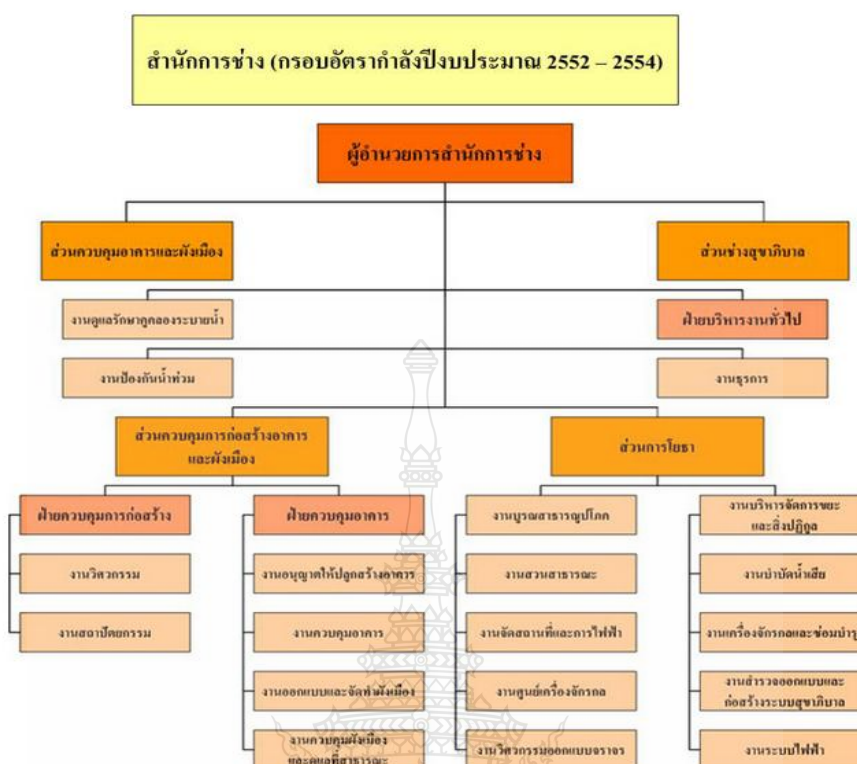 สำนักการช่าง (กรอบอัตรากำลังปีงบประมาณ 2552 – 2554)
ผู้อำนวยการสำนักการช่าง
ส่วนควบคุมอาคารและผังเมือง
ส่วนช่างสุขาภิบาล
งานดูแลรักษาคูคลองระบายน้ำ
ฝ่ายบริหารงานทั่วไป
งานป้องกันน้ำท่วม
งานธุรการ
ส่วนควบคุมการก่อสร้างอาคาร
และผังเมือง
ส่วนการโยธา
ฝ่ายควบคุมการก่อสร้าง
ฝ่ายควบคุมอาคาร
งานบูรณสาธารณูปโภค
งานบริหารจัดการขยะ
และสิ่งปฏิกูล
งานวิศวกรรม
งานอนุญาตให้ปลูกสร้างอาคาร
งานสวนสาธารณะ
งานบำบัดน้ำเสีย
งานสถาปัตยกรรม
งานควบคุมอาคาร
งานจัดสถานที่และการไฟฟ้า
งานเครื่องจักรกลและซ่อมบำรุง
งานออกแบบและจัดทำผังเมือง
งานศูนย์เครื่องจักรกล
งานสำรวจออกแบบและ
ก่อสร้างระบบสุขาภิบาล
งานควบคุมผังเมือง
และดูแลที่สาธารณะ
งานวิศวกรรมออกแบบจราจร
งานระบบไฟฟ้า